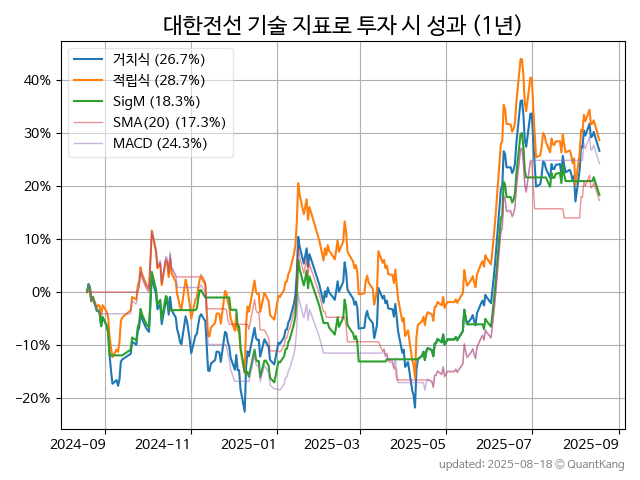 대한전선 기술 지표로 투자 시 성과 (1년)
거치식 (26.7%)
적립식 (28.7%)
SigM (18.3%)
SMA(20) (17.3%)
MACD (24.3%)
40%
30%
20%
10%
0%
−10%
−20%
2024-09 2024-11 2025-01 2025-03 2025-05 2025-07 2025-09
updated: 2025-08-18 © QuantKang